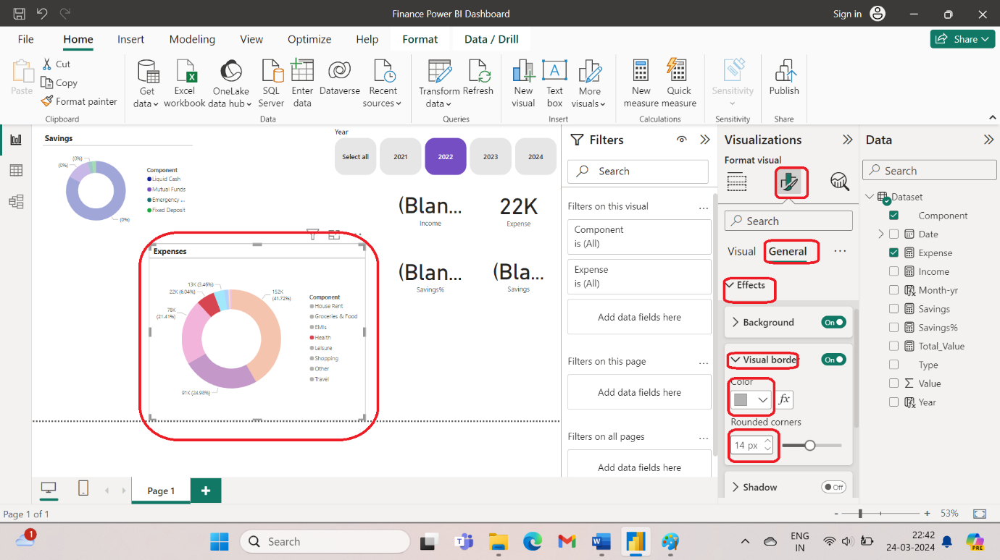 Finance Power BI Dashboard
Sign in
File Home Insert Modeling View Optimize Help Format Data / Drill
Share
Paste
Cut
Copy
Format painter
Clipboard
Get data
Excel workbook
OneLake data hub
SQL Server
Enter data
Dataverse
Recent sources
Data
Transform data
Refresh
Queries
New visual
Text box
More visuals
Insert
New measure
Quick measure
Calculations
Sensitivity
Sensitivity
Publish
Share
Savings
(0%)
(0%)
(0%)
Component
Liquid Cash
Mutual Funds
Emergency ...
Fixed Deposit
Year
Select all 2021 2022 2023 2024
(Blan...
Income
22K
Expense
(Blan...
Savings%
(Bla...
Savings
Expenses
13K (3.46%)
22K (6.04%)
78K
(21.41%)
152K
(41.72%)
91K (24.98%)
Component
House Rent
Groceries & Food
EMIs
Health
Leisure
Shopping
Other
Travel
Filters
Search
Filters on this visual ...
Component
is (All)
Expense
is (All)
Add data fields here
Filters on this page ...
Add data fields here
Filters on all pages ...
Add data fields here
Visualizations
Format visual
Search
Visual General ...
Effects
Background On
Visual border On
Color
fx
Rounded corners
14 px
Shadow Off
Data
Search
Dataset
Component
Date
Expense
Income
Month-yr
Savings
Savings%
Total_Value
Type
Value
Year
Page 1 +
Page 1 of 1
- + 53%
1
Search
ENG
IN
22:42
24-03-2024
PRE